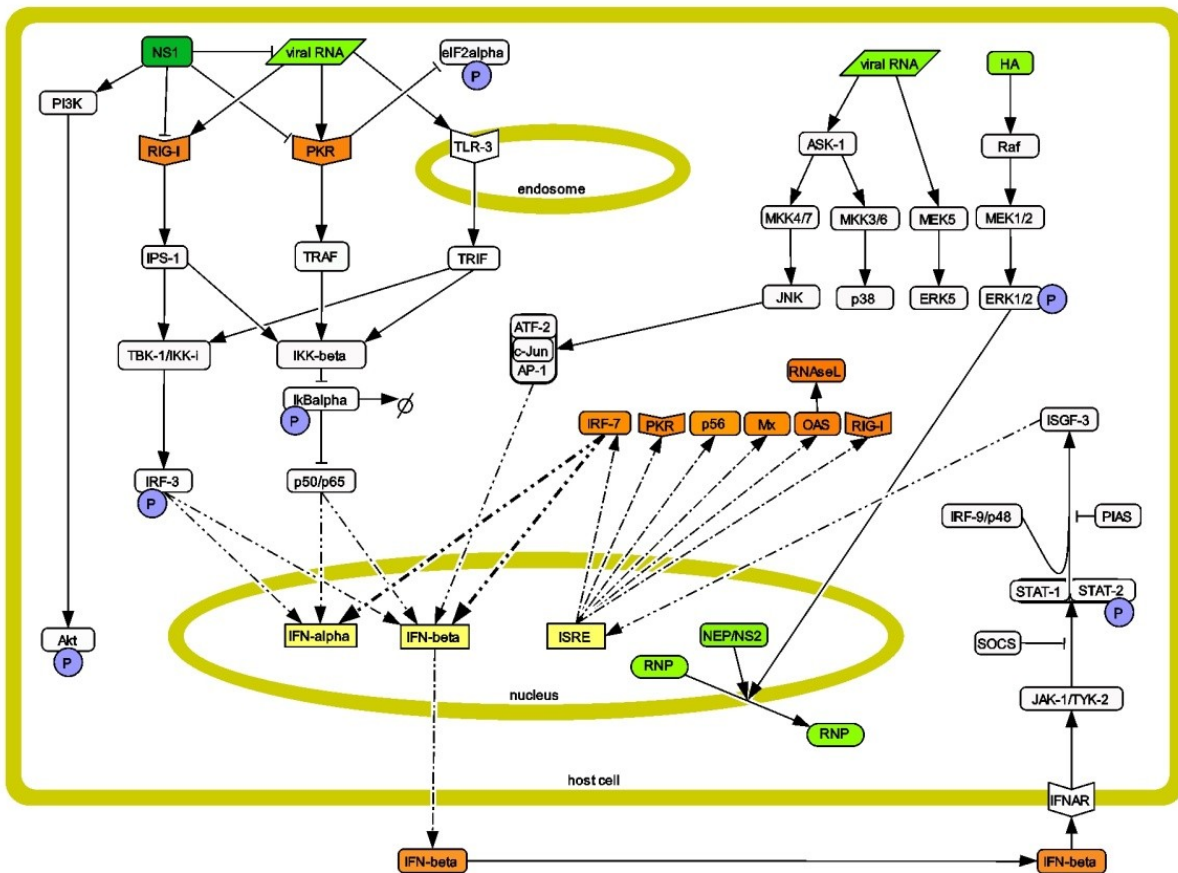 NS1
viral RNA
eIF2alpha
P
viral RNA
HA
PI3K
RIG-I
PKR
TLR-3
ASK-1
Raf
endosome
MKK4/7
MKK3/6
MEK5
MEK1/2
IPS-1
TRAF
TRIF
JNK
p38
ERK5
ERK1/2
P
ATF-2
c-Jun
AP-1
TBK-1/IKK-i
IKK-beta
RNAseL
IkBalpha
P
IRF-7
PKR
p56
Mx
OAS
RIG-I
ISGF-3
IRF-3
P
p50/p65
IRF-9/p48
PIAS
STAT-1
STAT-2
P
Akt
P
IFN-alpha
IFN-beta
ISRE
NEP/NS2
SOCS
RNP
nucleus
JAK-1/TYK-2
RNP
host cell
IFNAR
IFN-beta
IFN-beta